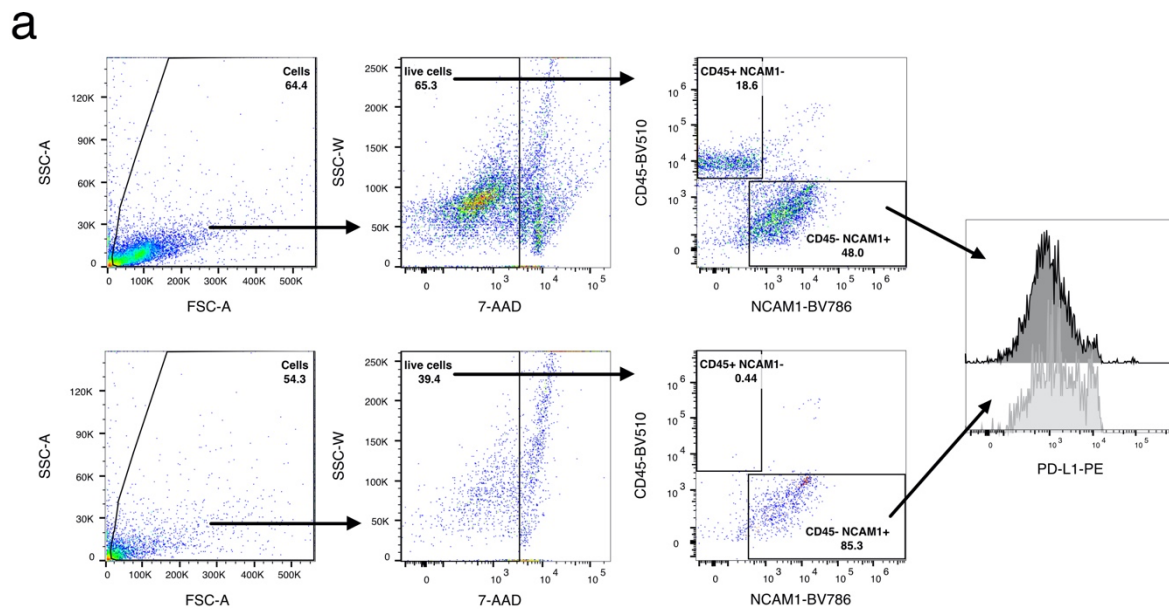 a
Cells
64.4
120K
90K
60K
30K
0
SSC-A
0 100K 200K 300K 400K 500K
FSC-A
live cells
65.3
250K
200K
150K
100K
50K
0
SSC-W
0 10^3 10^4 10^5
7-AAD
CD45+ NCAM1-
18.6
10^6
10^5
10^4
10^3
0
CD45-BV510
CD45- NCAM1+
48.0
0 10^3 10^4 10^5 10^6
NCAM1-BV786
Cells
54.3
120K
90K
60K
30K
0
SSC-A
0 100K 200K 300K 400K 500K
FSC-A
live cells
39.4
250K
200K
150K
100K
50K
0
SSC-W
0 10^3 10^4 10^5
7-AAD
CD45+ NCAM1-
0.44
10^6
10^5
10^4
10^3
0
CD45-BV510
CD45- NCAM1+
85.3
0 10^3 10^4 10^5 10^6
NCAM1-BV786
0 10^3 10^4 10^5
PD-L1-PE